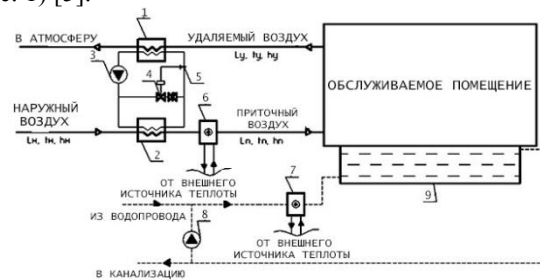 с. 1) [3].
1
В АТМОСФЕРУ
УДАЛЯЕМЫЙ ВОЗДУХ
Lу, tу, hу
3
4
5
ОБСЛУЖИВАЕМОЕ ПОМЕЩЕНИЕ
6
НАРУЖНЫЙ
ВОЗДУХ
Lн, tн, hн
ПРИТОЧНЫЙ
ВОЗДУХ
Lп, tп, hп
2
ОТ ВНЕШНЕГО
ИСТОЧНИКА ТЕПЛОТЫ
7
9
ИЗ ВОДОПРОВОДА
8
ОТ ВНЕШНЕГО
ИСТОЧНИКА ТЕПЛОТЫ
В КАНАЛИЗАЦИЮ